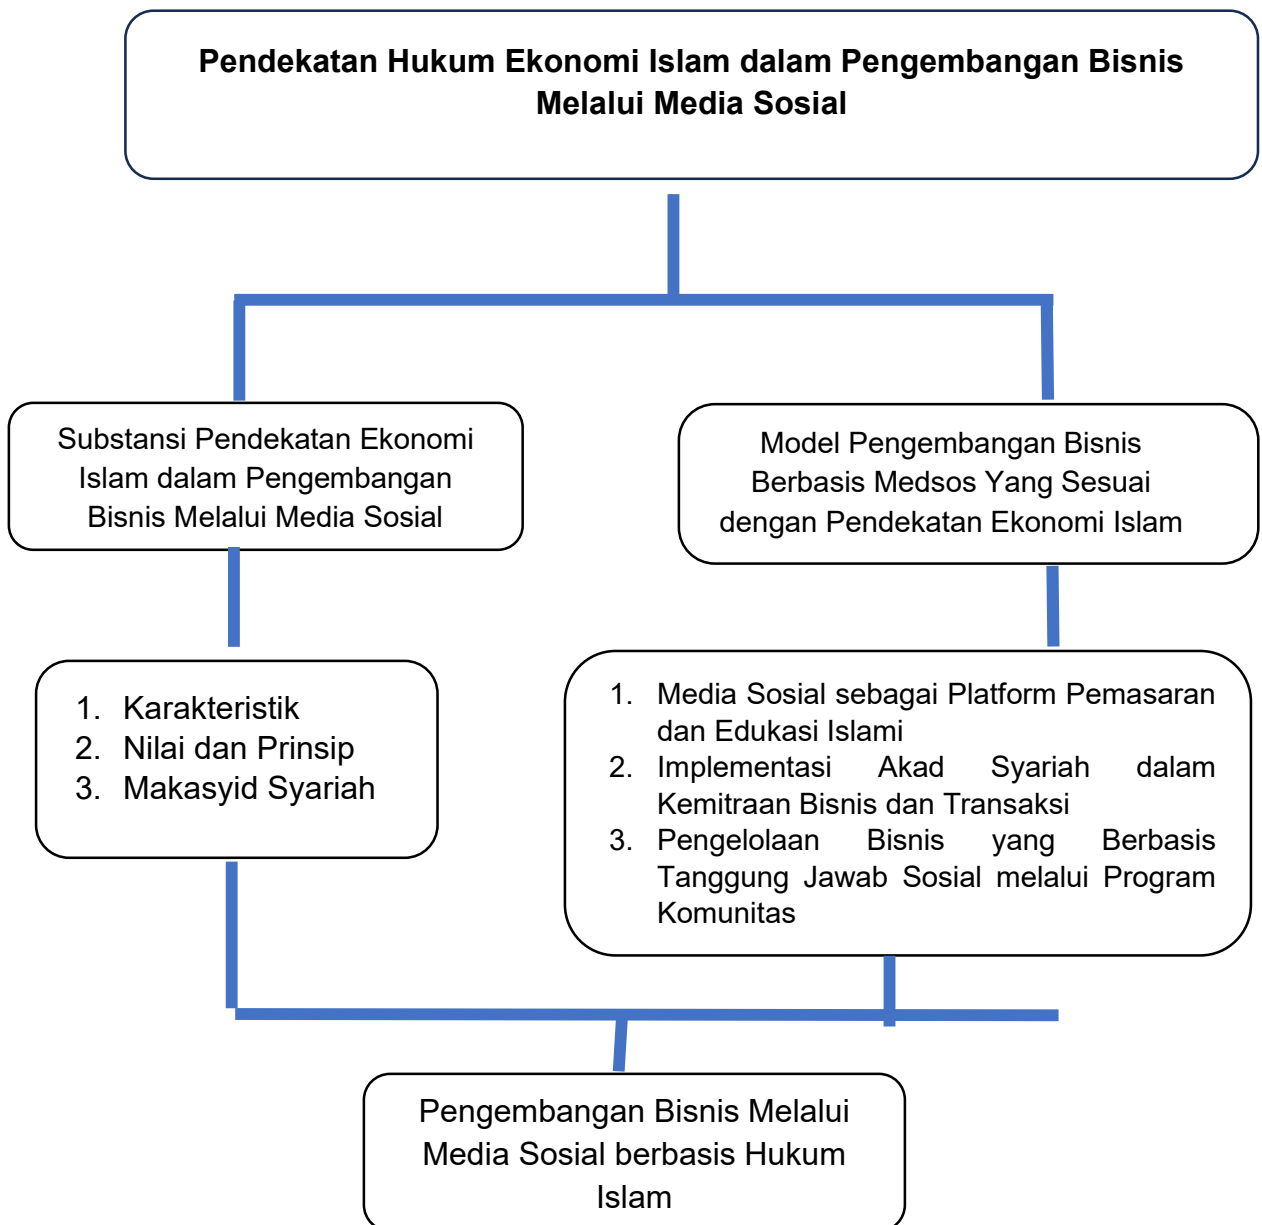 Pendekatan Hukum Ekonomi Islam dalam Pengembangan Bisnis
Melalui Media Sosial
Substansi Pendekatan Ekonomi
Islam dalam Pengembangan
Bisnis Melalui Media Sosial
Model Pengembangan Bisnis
Berbasis Medsos Yang Sesuai
dengan Pendekatan Ekonomi Islam
1. Karakteristik
2. Nilai dan Prinsip
3. Makasyid Syariah
1. Media Sosial sebagai Platform Pemasaran
dan Edukasi Islami
2. Implementasi Akad Syariah dalam
Kemitraan Bisnis dan Transaksi
3. Pengelolaan Bisnis yang Berbasis
Tanggung Jawab Sosial melalui Program
Komunitas
Pengembangan Bisnis Melalui
Media Sosial berbasis Hukum
Islam